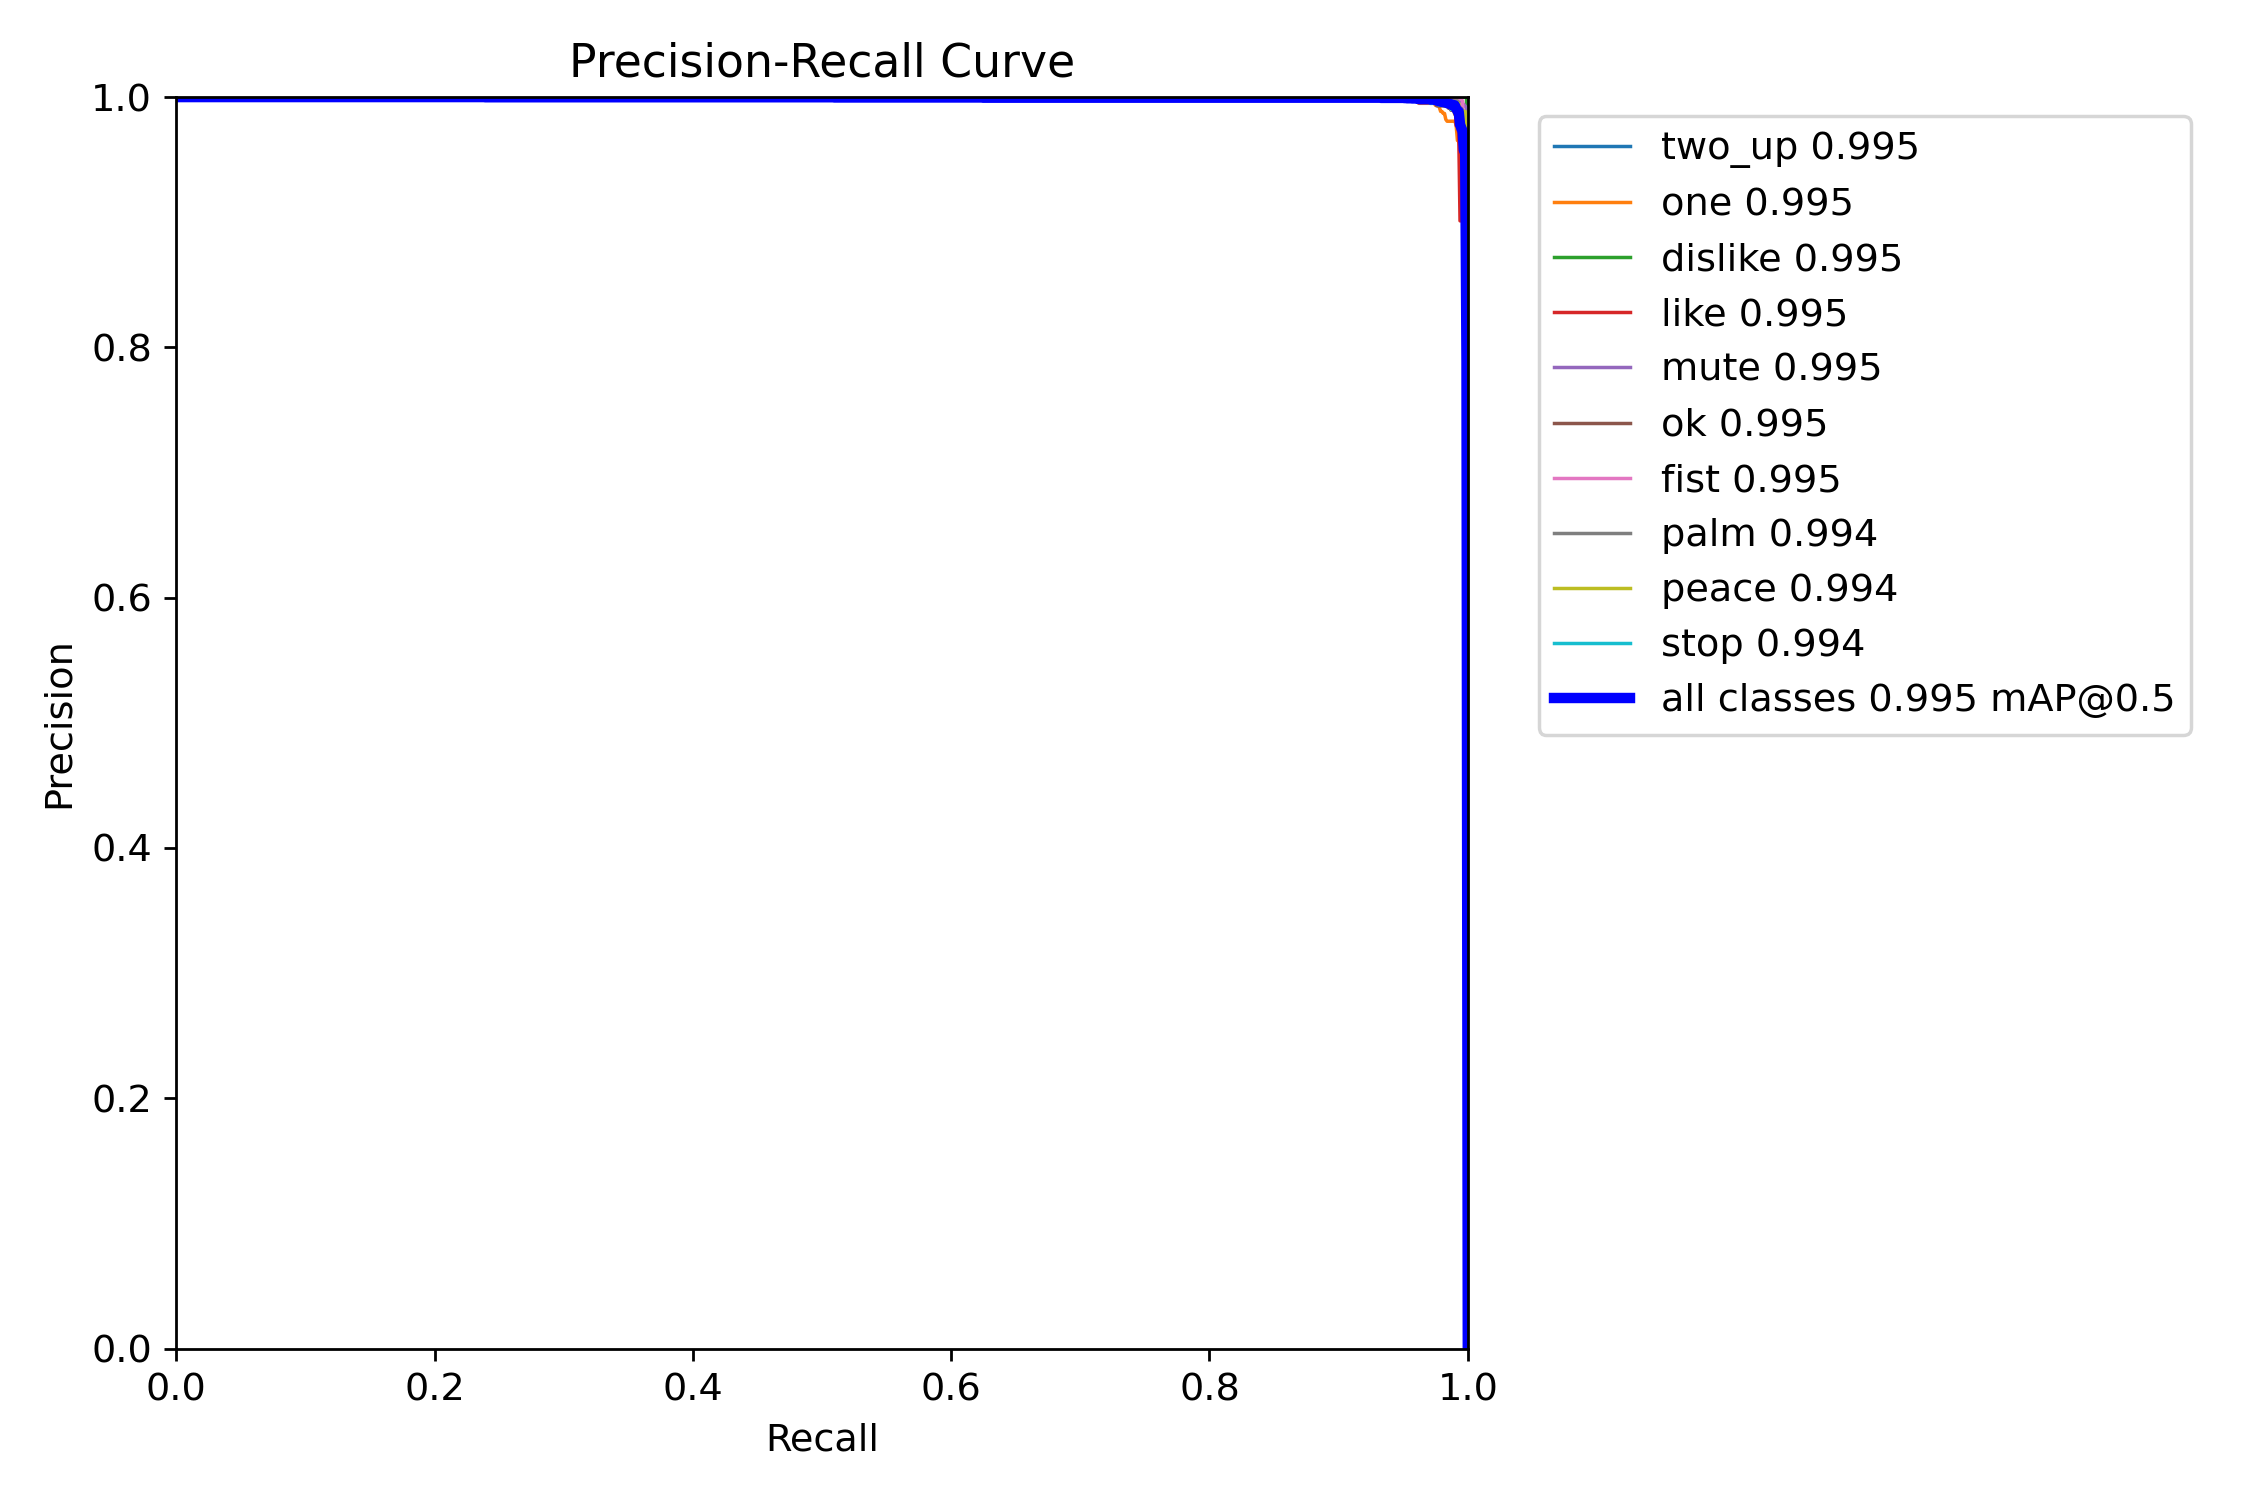 Precision-Recall Curve
1.0
0.8
0.6
0.4
0.2
0.0
Precision
0.0 0.2 0.4 0.6 0.8 1.0
Recall
two_up 0.995
one 0.995
dislike 0.995
like 0.995
mute 0.995
ok 0.995
fist 0.995
palm 0.994
peace 0.994
stop 0.994
all classes 0.995 mAP@0.5